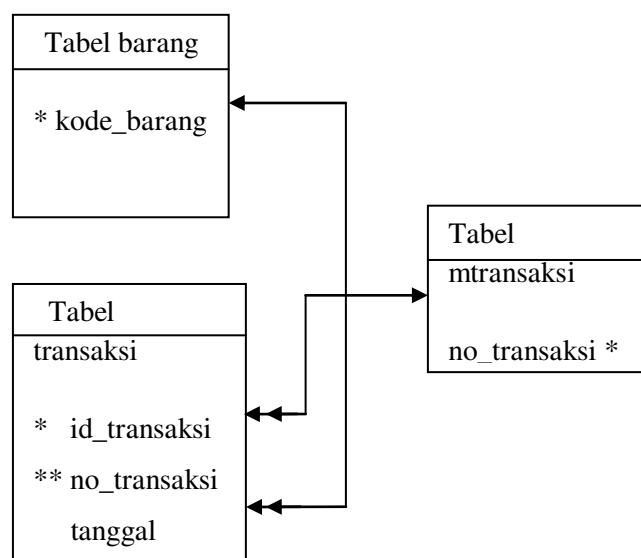 Tabel barang
* kode_barang
Tabel
mtransaksi
no_transaksi *
Tabel
transaksi
* id_transaksi
** no_transaksi
tanggal